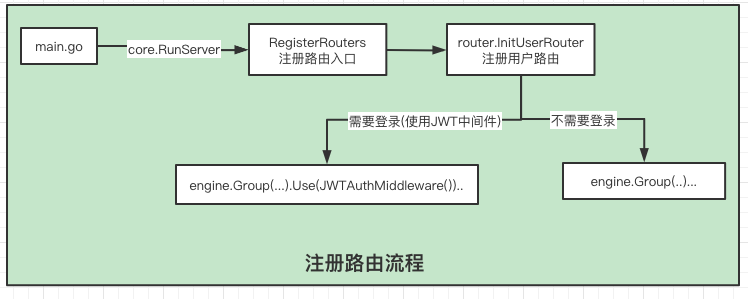 main.go
core.RunServer
RegisterRouters
注册路由入口
router.InitUserRouter
注册用户路由
需要登录(使用JWT中间件)
不需要登录
engine.Group(...).Use(JWTAuthMiddleware())..
engine.Group(..)...
注册路由流程